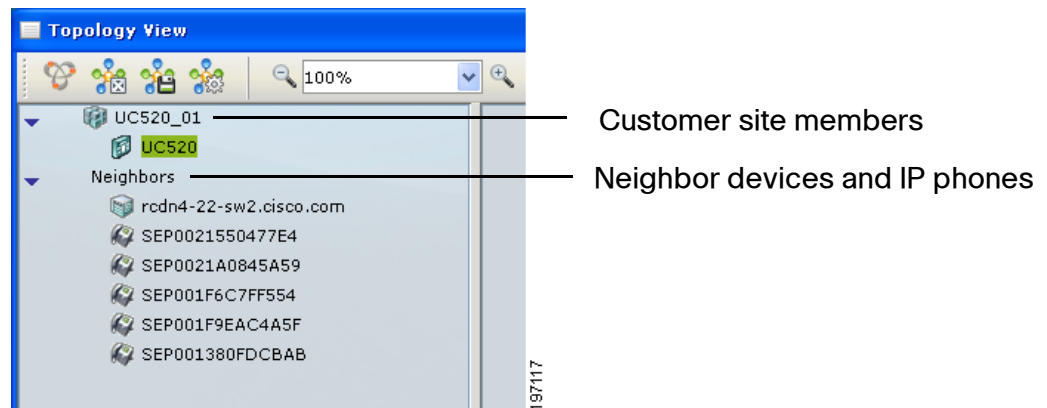 Topology View
100%
UC520_01
Customer site members
UC520
Neighbors
Neighbor devices and IP phones
rcdn4-22-sw2.cisco.com
SEP0021550477E4
SEP0021A0845A59
SEP001F6C7FF554
SEP001F9EAC4A5F
SEP001380FDCBAB
197117